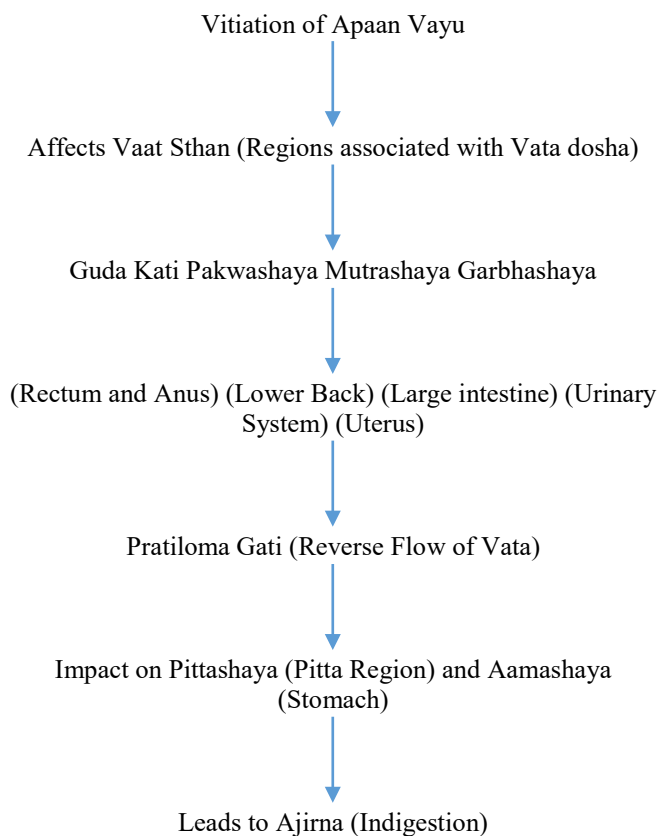 Vitiation of Apaan Vayu
Affects Vaat Sthan (Regions associated with Vata dosha)
Guda Kati Pakwashaya Mutrashaya Garbhashaya
(Rectum and Anus) (Lower Back) (Large intestine) (Urinary
System) (Uterus)
Pratiloma Gati (Reverse Flow of Vata)
Impact on Pittashaya (Pitta Region) and Aamashaya
(Stomach)
Leads to Ajirna (Indigestion)